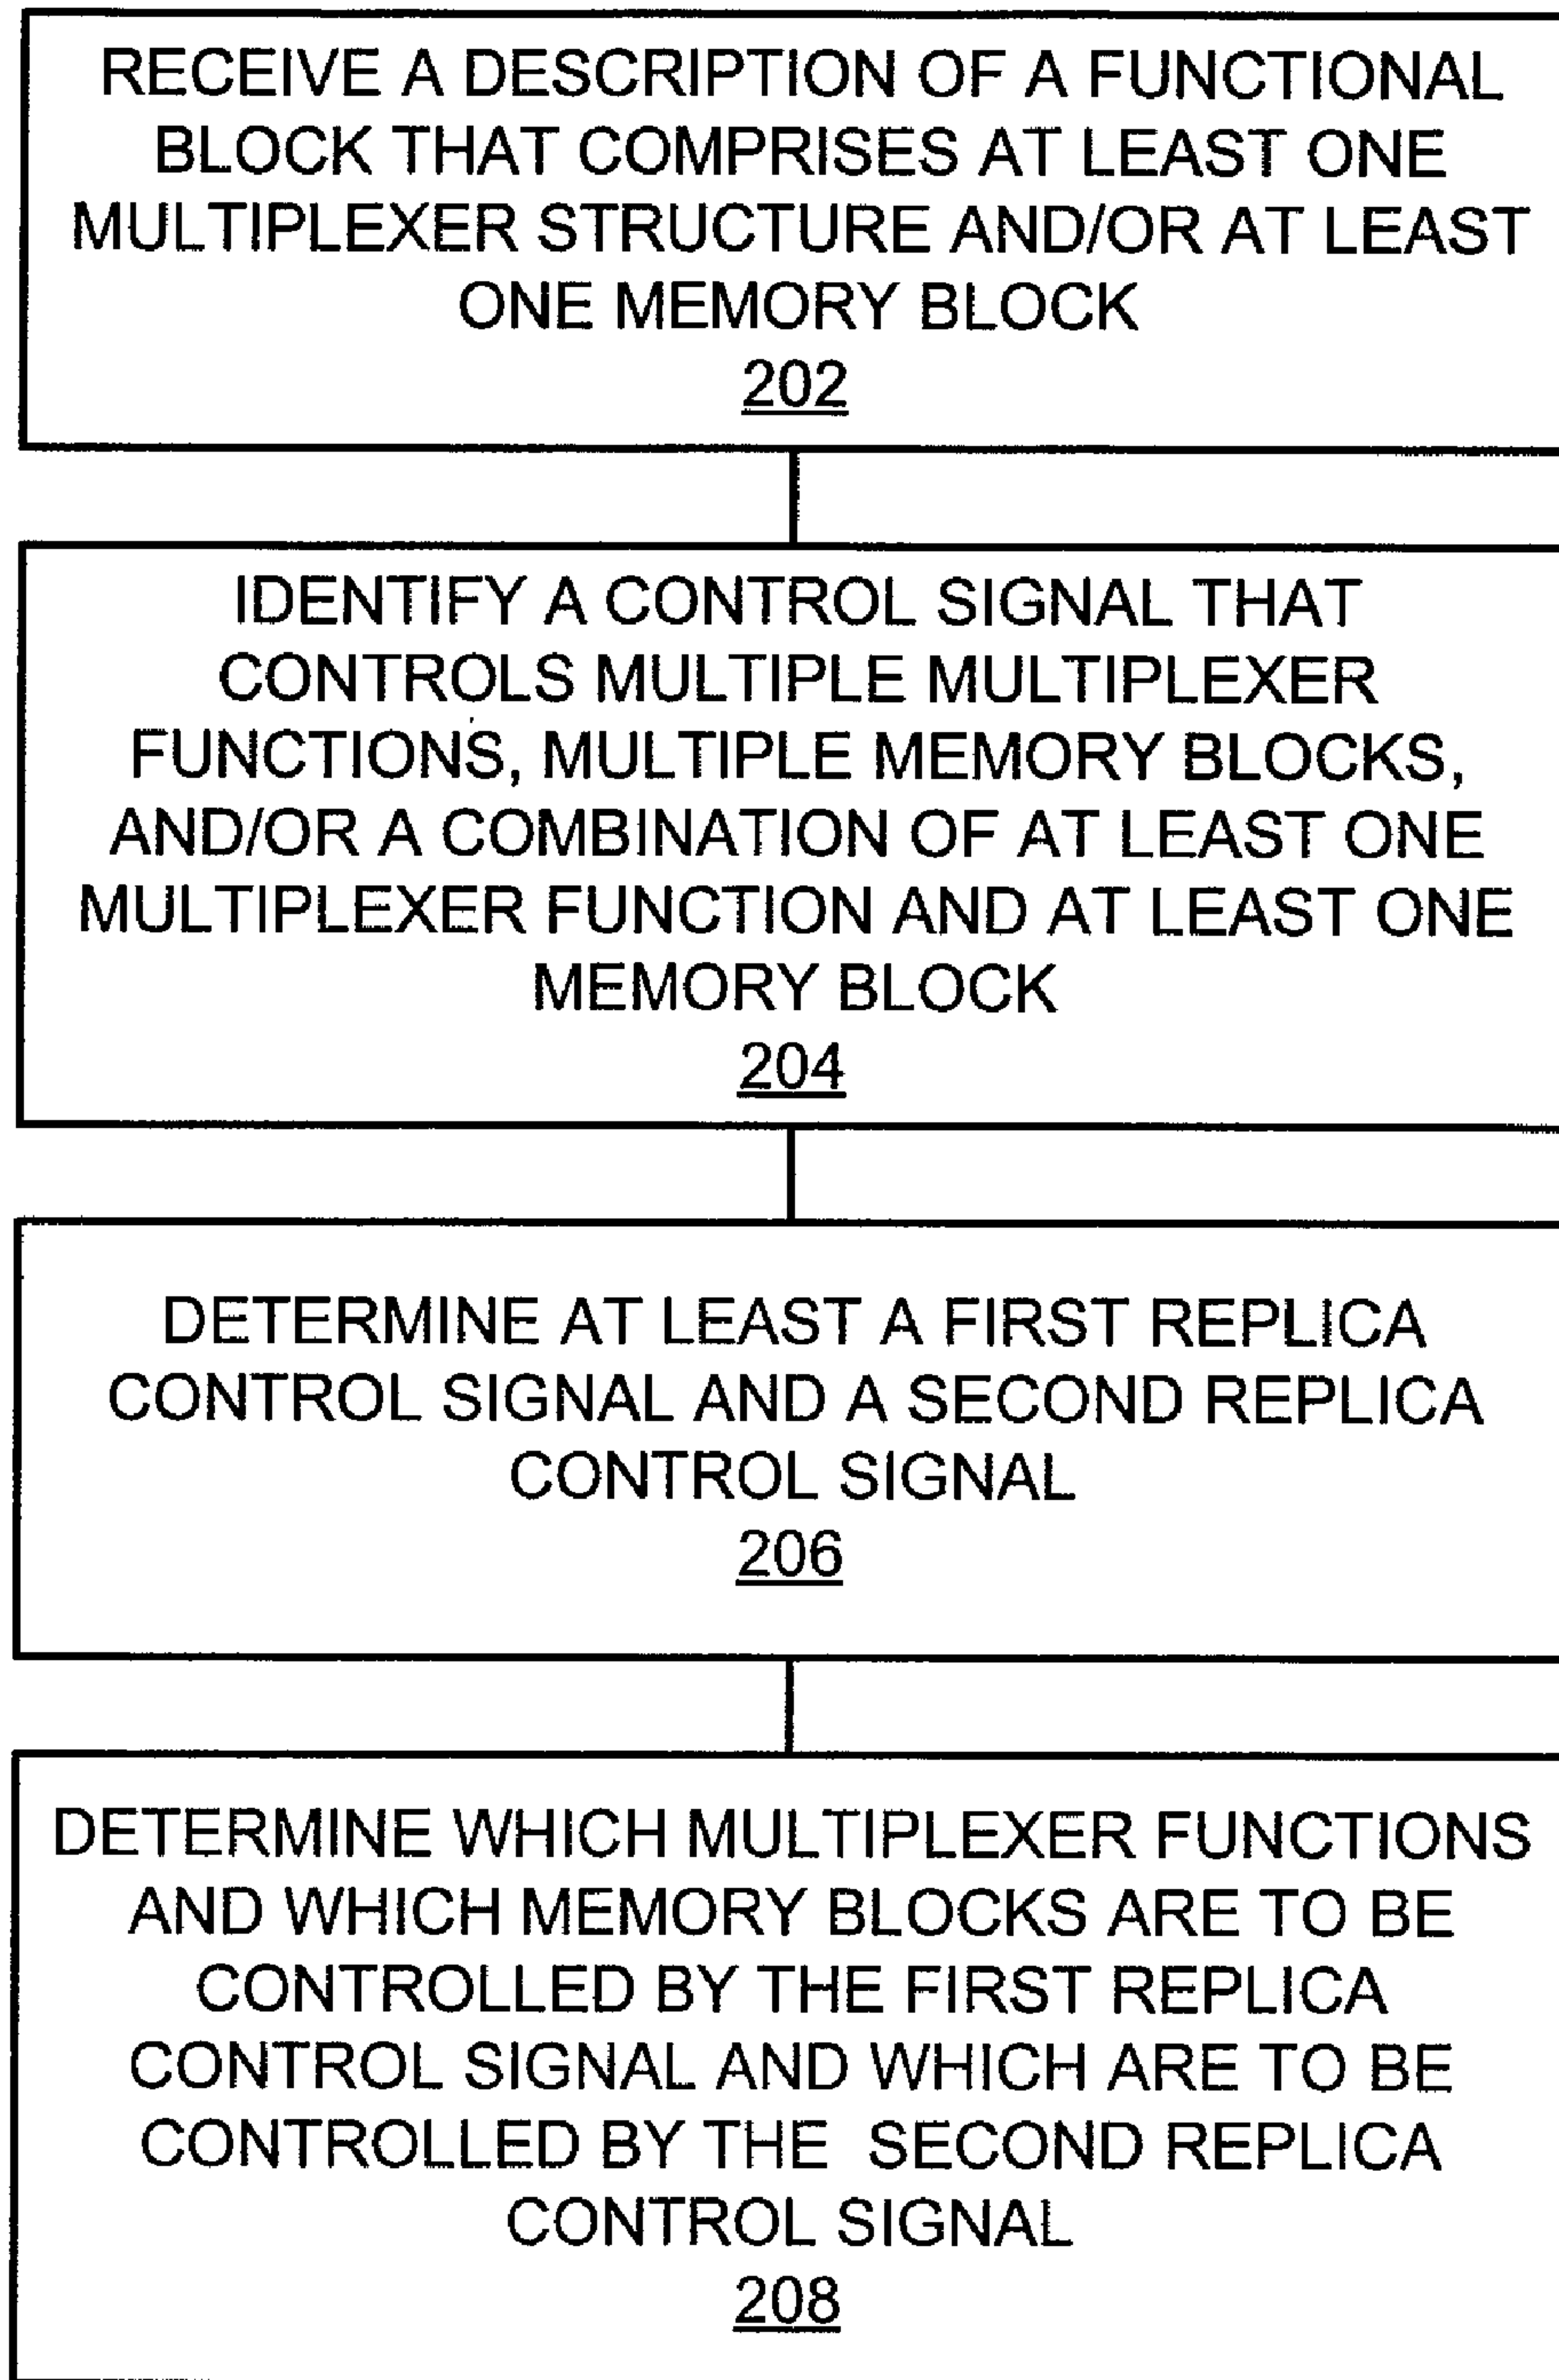 RECEIVE A DESCRIPTION OF A FUNCTIONAL
BLOCK THAT COMPRISES AT LEAST ONE
MULTIPLEXER STRUCTURE AND/OR AT LEAST
ONE MEMORY BLOCK
202
IDENTIFY A CONTROL SIGNAL THAT
CONTROLS MULTIPLE MULTIPLEXER
FUNCTIONS, MULTIPLE MEMORY BLOCKS,
AND/OR A COMBINATION OF AT LEAST ONE
MULTIPLEXER FUNCTION AND AT LEAST ONE
MEMORY BLOCK
204
DETERMINE AT LEAST A FIRST REPLICA
CONTROL SIGNAL AND A SECOND REPLICA
CONTROL SIGNAL
206
DETERMINE WHICH MULTIPLEXER FUNCTIONS
AND WHICH MEMORY BLOCKS ARE TO BE
CONTROLLED BY THE FIRST REPLICA
CONTROL SIGNAL AND WHICH ARE TO BE
CONTROLLED BY THE SECOND REPLICA
CONTROL SIGNAL
208